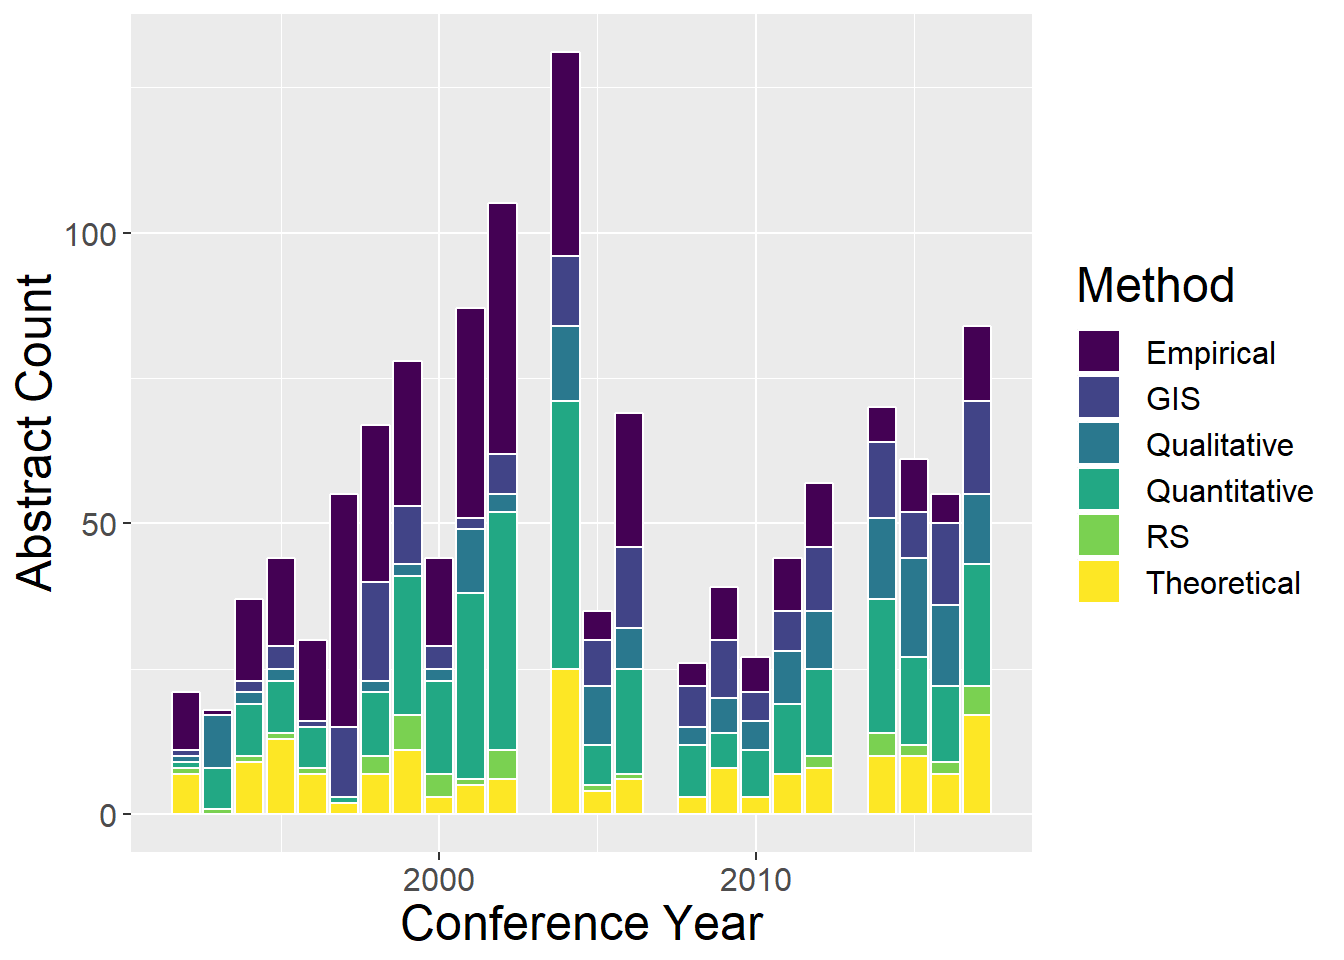 Abstract Count
100
50
0
2000
2010
Conference Year
Method
Empirical
GIS
Qualitative
Quantitative
RS
Theoretical